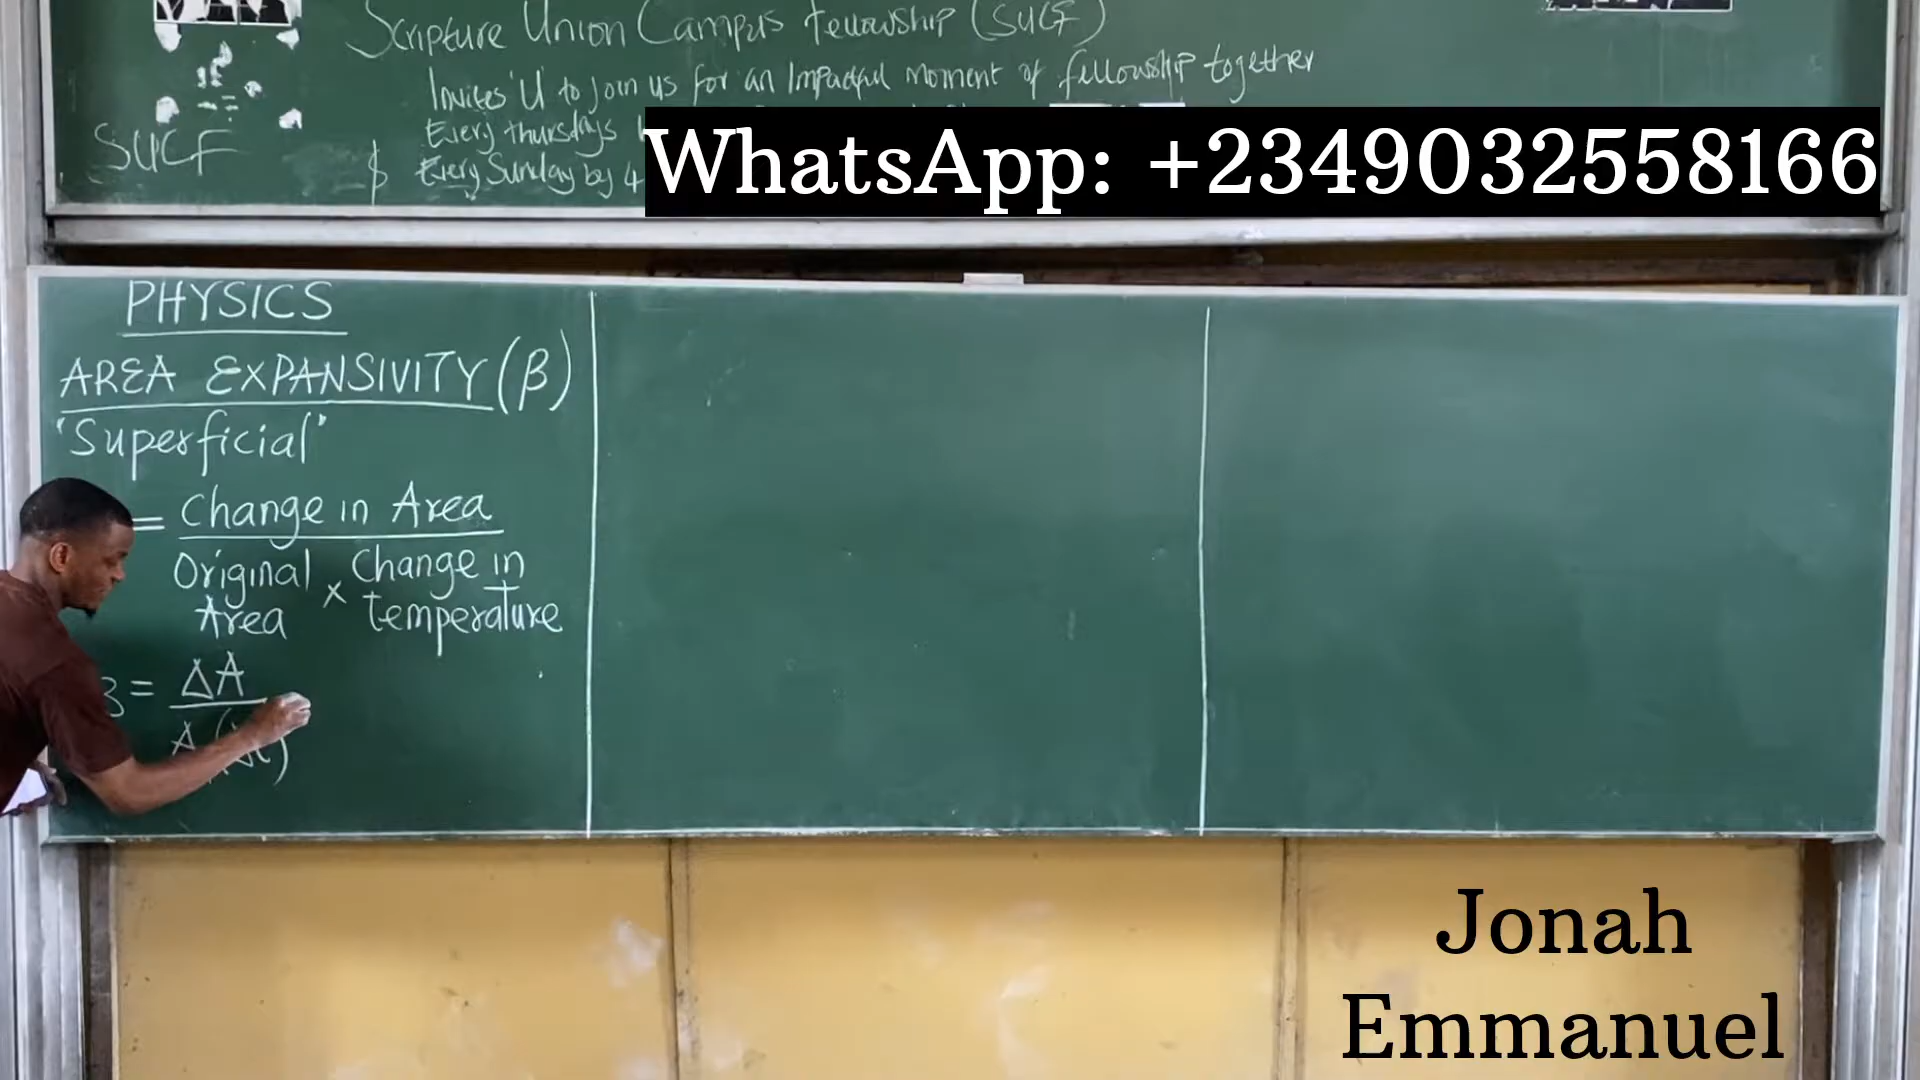 Scripture Union Campus Fellowship (SUCF)
Invites 'U' to join us for an Impactful moment of fellowship together
Every thursdays
SUCF
$ Every Sunday by 4
WhatsApp: +2349032558166
PHYSICS
AREA EXPANSIVITY (β)
'Superficial'
= Change in Area
Original Area × Change in temperature
β = ΔA
A (Δt)
Jonah
Emmanuel